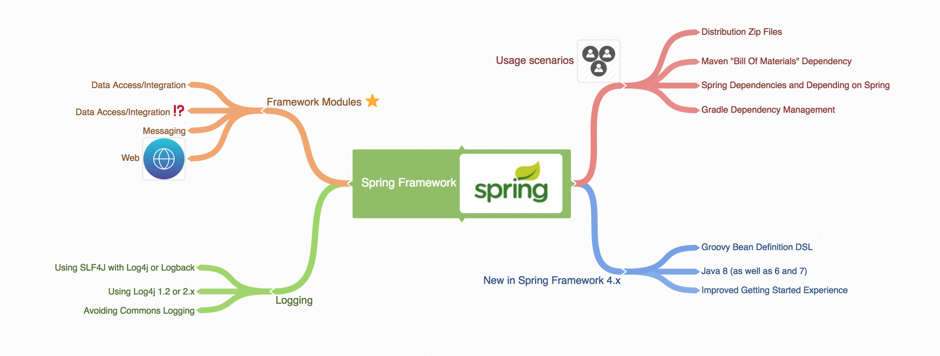 Spring Framework
spring
Framework Modules
Data Access/Integration
Data Access/Integration ⁉
Messaging
Web
Logging
Using SLF4J with Log4j or Logback
Using Log4j 1.2 or 2.x
Avoiding Commons Logging
Usage scenarios
Distribution Zip Files
Maven "Bill Of Materials" Dependency
Spring Dependencies and Depending on Spring
Gradle Dependency Management
New in Spring Framework 4.x
Groovy Bean Definition DSL
Java 8 (as well as 6 and 7)
Improved Getting Started Experience